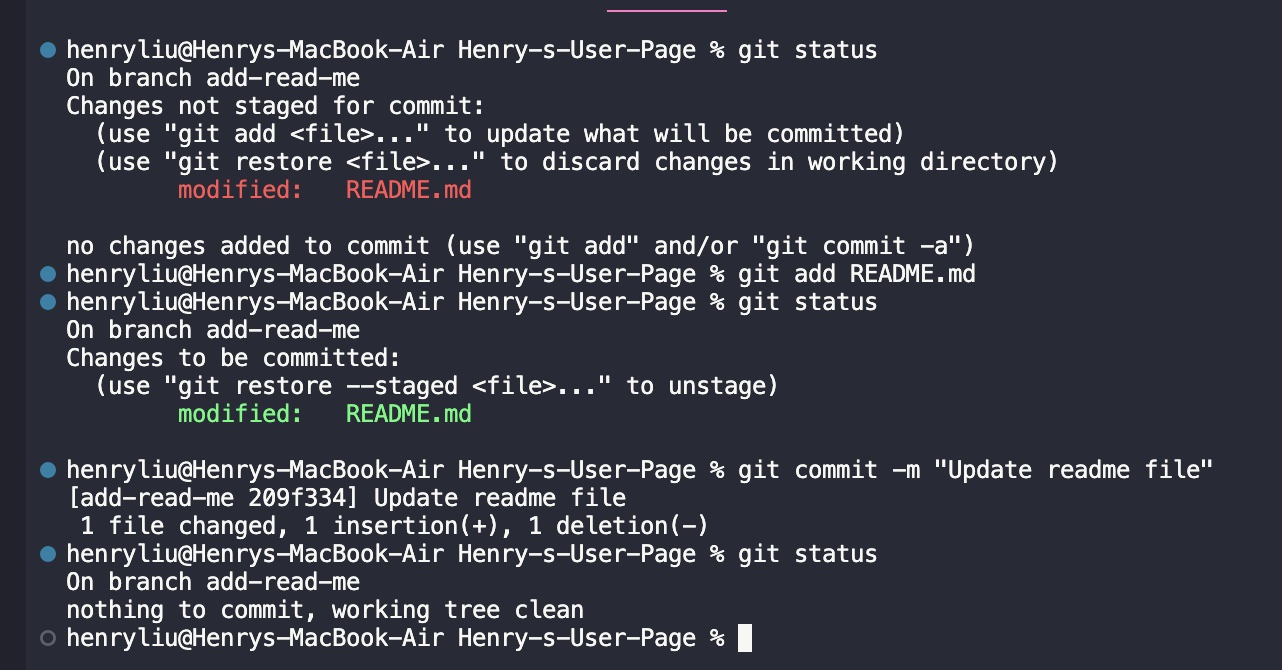 henryliu@Henrys-MacBook-Air Henry-s-User-Page % git status
On branch add-read-me
Changes not staged for commit:
  (use "git add <file>..." to update what will be committed)
  (use "git restore <file>..." to discard changes in working directory)
        modified:   README.md

no changes added to commit (use "git add" and/or "git commit -a")
henryliu@Henrys-MacBook-Air Henry-s-User-Page % git add README.md
henryliu@Henrys-MacBook-Air Henry-s-User-Page % git status
On branch add-read-me
Changes to be committed:
  (use "git restore --staged <file>..." to unstage)
        modified:   README.md

henryliu@Henrys-MacBook-Air Henry-s-User-Page % git commit -m "Update readme file"
[add-read-me 209f334] Update readme file
 1 file changed, 1 insertion(+), 1 deletion(-)
henryliu@Henrys-MacBook-Air Henry-s-User-Page % git status
On branch add-read-me
nothing to commit, working tree clean
henryliu@Henrys-MacBook-Air Henry-s-User-Page %